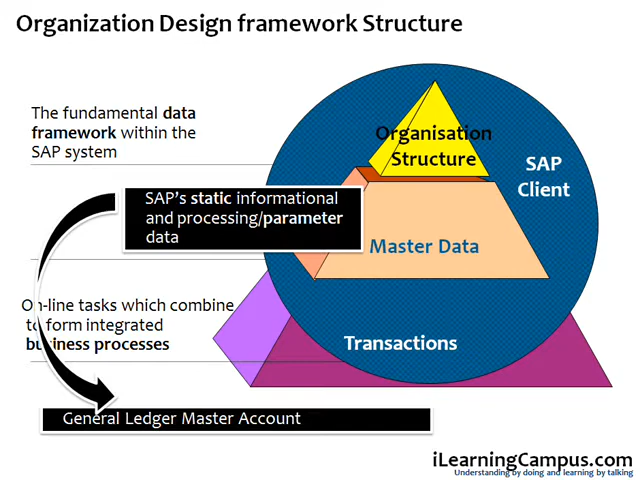 Organization Design framework Structure
The fundamental data
framework within the
SAP system
Organisation
Structure
SAP
Client
SAP's static informational
and processing/parameter
data
Master Data
On-line tasks which combine
to form integrated
business processes
Transactions
General Ledger Master Account
iLearningCampus.com
Understanding by doing and learning by talking